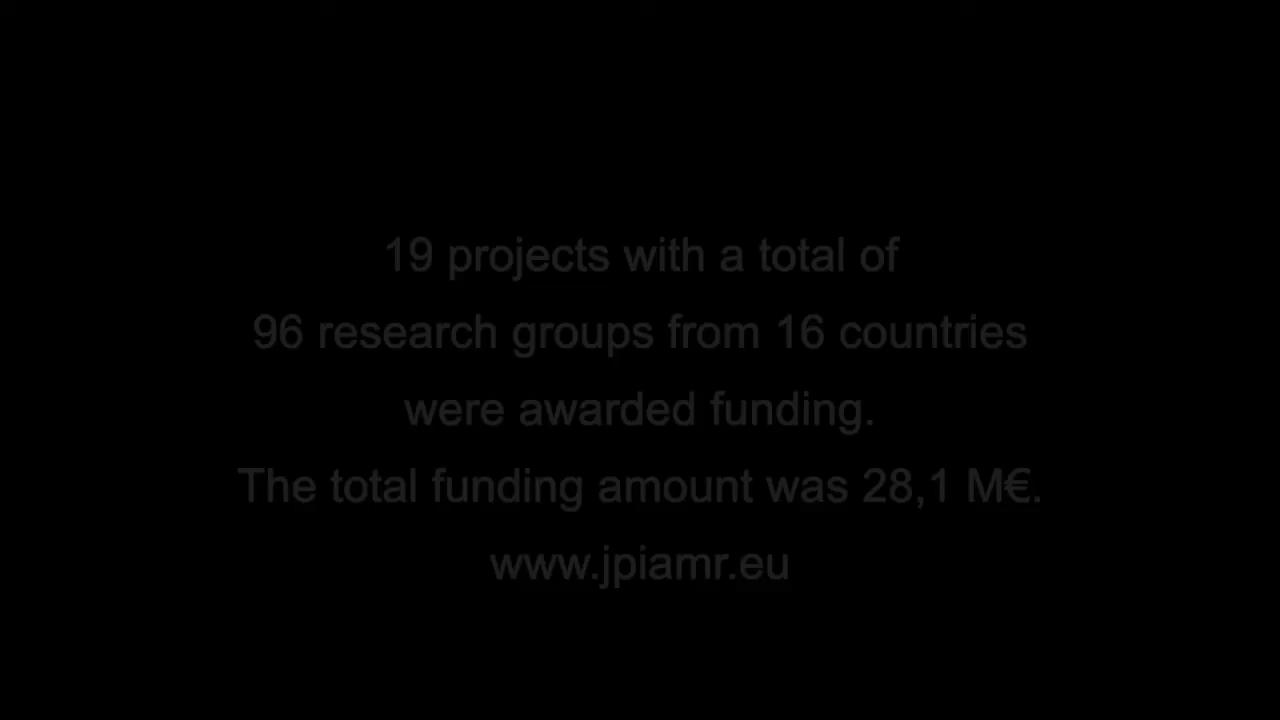 19 projects with a total of
96 research groups from 16 countries
were awarded funding.
The total funding amount was 28,1 M€.
www.jpiamr.eu